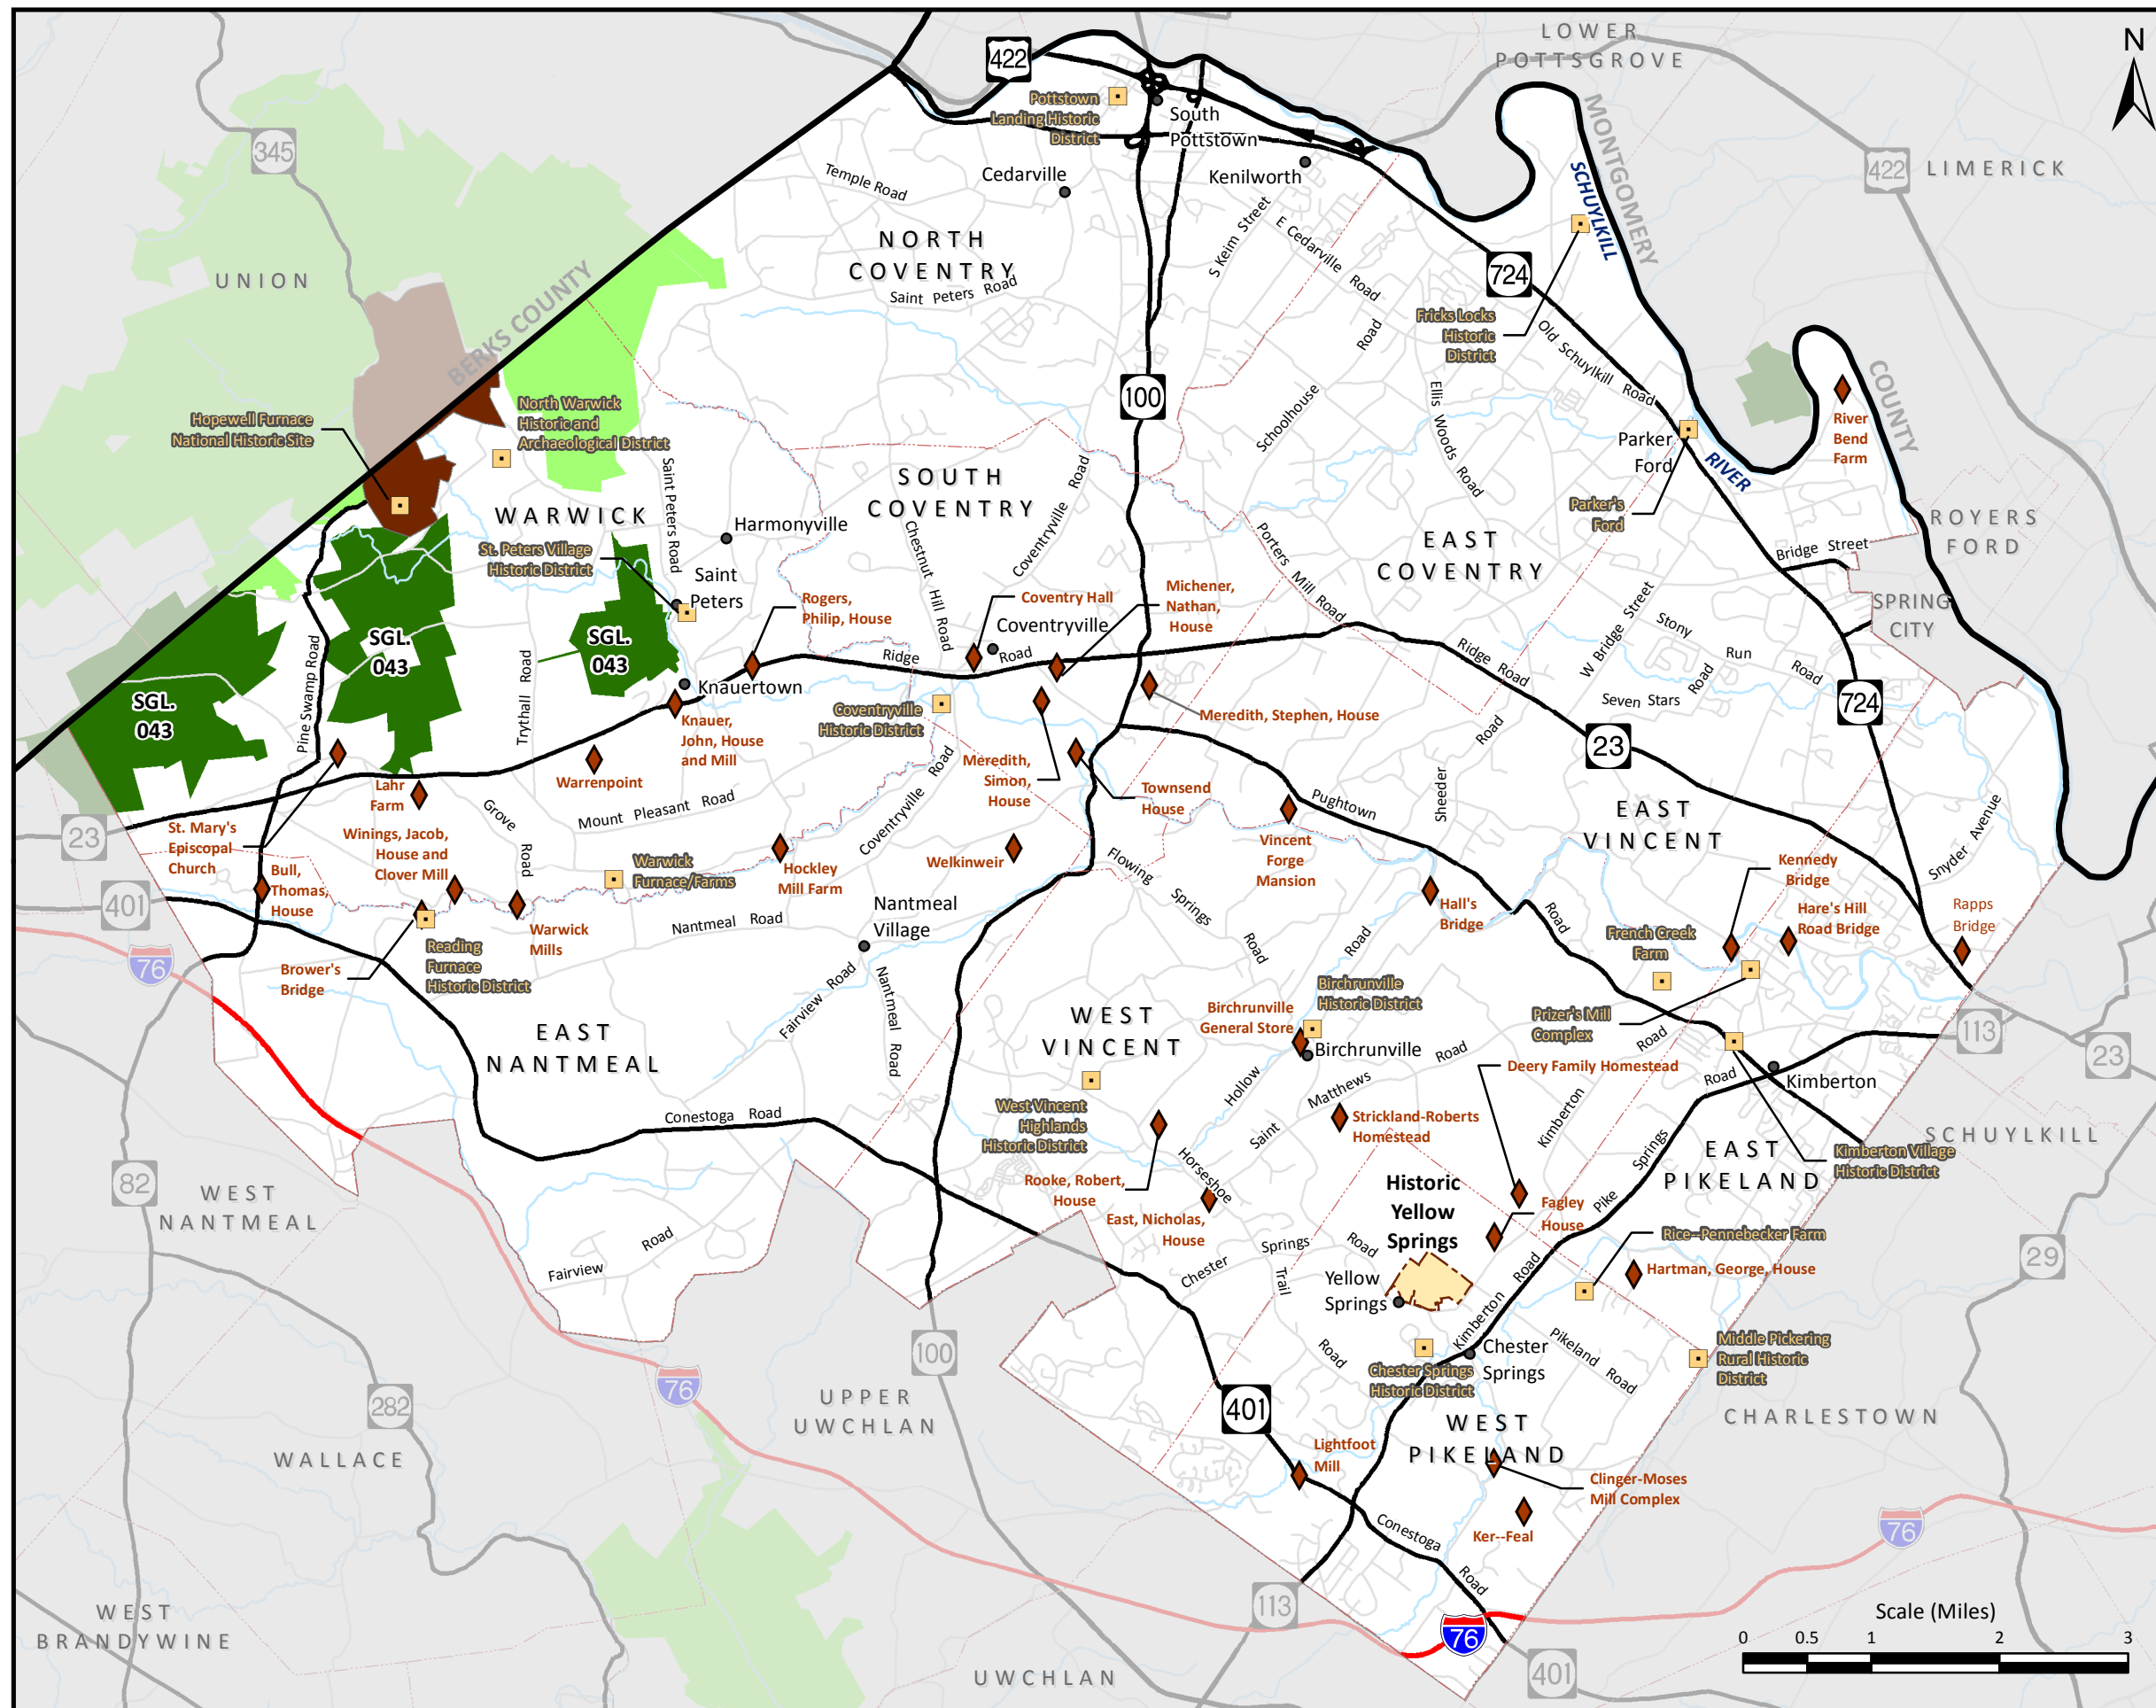 LOWER
POTTSGROVE
N
422
Pottstown
Landing Historic
District
South
Pottstown
345
Cedarville
Kenilworth
Temple Road
MONTGOMERY
COUNTY
SCHUYLKILL
RIVER
422
LIMERICK
UNION
NORTH
COVENTRY
Saint Peters Road
S Keim Street
E Cedarville Road
724
BERKS COUNTY
Fricks Locks
Historic
District
Old Schuylkill Road
100
Schoolhouse Road
Ellis Woods Road
River
Bend
Farm
Hopewell Furnace
National Historic Site
North Warwick
Historic and
Archaeological District
Parker
Ford
Parker's
Ford
SOUTH
COVENTRY
WARWICK
Saint Peters Road
Harmonyville
Chestnut Hill Road
Coventryville Road
Porters Mill Road
EAST
COVENTRY
Bridge Street
ROYERS
FORD
St. Peters Village
Historic District
Saint
Peters
Rogers,
Philip, House
Coventry Hall
Coventryville
Michener,
Nathan,
House
SPRING
CITY
SGL.
043
SGL.
043
SGL.
043
Pine Swamp Road
Trythall Road
Knauertown
Ridge Road
Ridge Road
W Bridge Street
Stony Run Road
Seven Stars Road
724
Knauer,
John, House
and Mill
Coventryville
Historic District
Meredith, Stephen, House
23
Warrenpoint
Meredith,
Simon,
House
Townsend
House
Lahr
Farm
Grove Road
Mount Pleasant Road
Coventryville Road
Pughtown Road
Sheeder Road
EAST
VINCENT
Snyder Avenue
23
St. Mary's
Episcopal
Church
Winings, Jacob,
House and
Clover Mill
Warwick
Furnace/Farms
Hockley
Mill Farm
Welkinweir
Vincent
Forge
Mansion
Flowing Springs Road
Kennedy
Bridge
401
Bull,
Thomas,
House
Nantmeal
Village
Nantmeal Road
Hall's
Bridge
Hare's Hill
Road Bridge
Rapps
Bridge
76
Brower's
Bridge
Reading
Furnace
Historic District
Warwick
Mills
French Creek
Farm
Fairview Road
Nantmeal Road
EAST
NANTMEAL
WEST
VINCENT
Birchrunville
General Store
Birchrunville
Historic District
Birchrunville
Hollow Road
Prizer's Mill
Complex
113
23
Deery Family Homestead
Kimberton
Kimberton Road
West Vincent
Highlands
Historic District
Conestoga Road
Saint Matthews Road
Strickland-Roberts
Homestead
EAST
PIKELAND
Kimberton Village
Historic District
SCHUYLKILL
82
WEST
NANTMEAL
Rooke, Robert,
House
Horseshoe Trail
East, Nicholas,
House
Historic
Yellow
Springs
Fagley
House
Pike Springs Road
Rice--Pennebecker Farm
Hartman, George, House
29
Fairview Road
Chester Springs Road
Yellow
Springs
Kimberton Road
Road
100
76
Chester Springs
Historic District
Chester
Springs
Pikeland Road
Middle Pickering
Rural Historic
District
282
UPPER
UWCHLAN
401
WEST
PIKELAND
CHARLESTOWN
WALLACE
Lightfoot
Mill
Clinger-Moses
Mill Complex
Ker--Feal
Conestoga Road
76
WEST
BRANDYWINE
113
76
401
UWCHLAN
Scale (Miles)
0 0.5 1 2 3